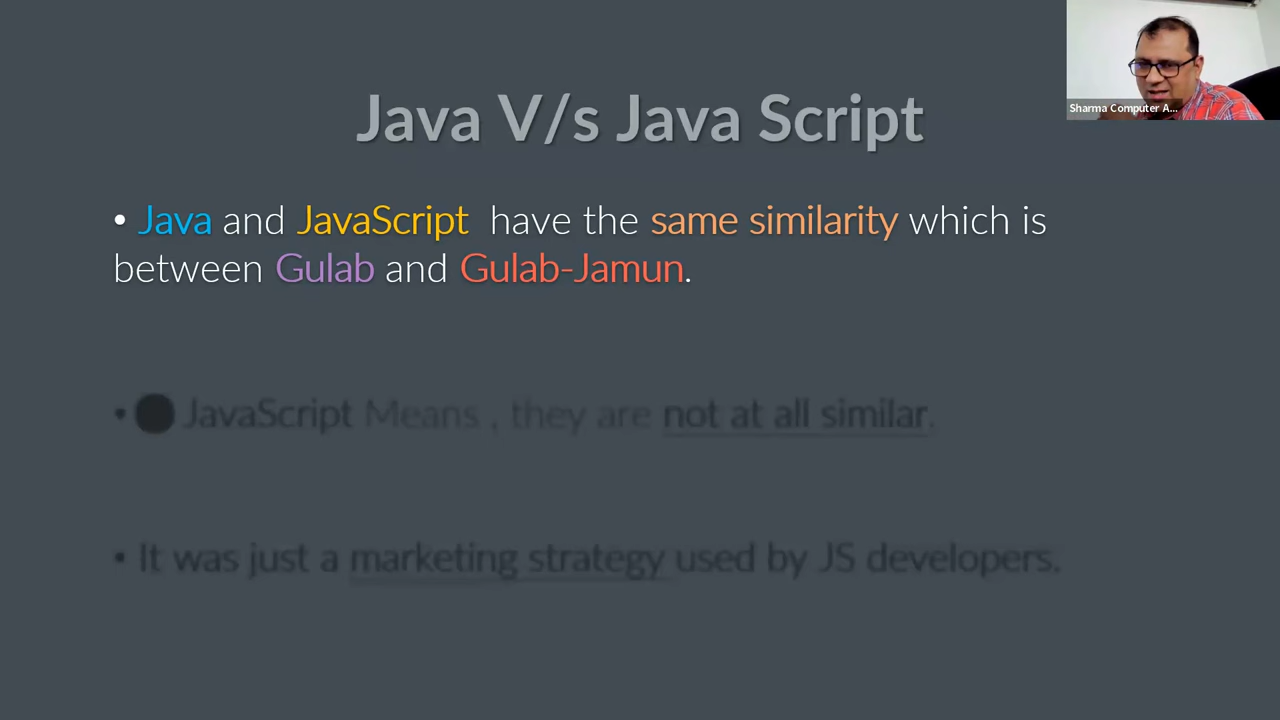 Sharma Computer A...
Java V/s Java Script
• Java and JavaScript have the same similarity which is
between Gulab and Gulab-Jamun.
• JavaScript Means , they are not at all similar.
• It was just a marketing strategy used by JS developers.